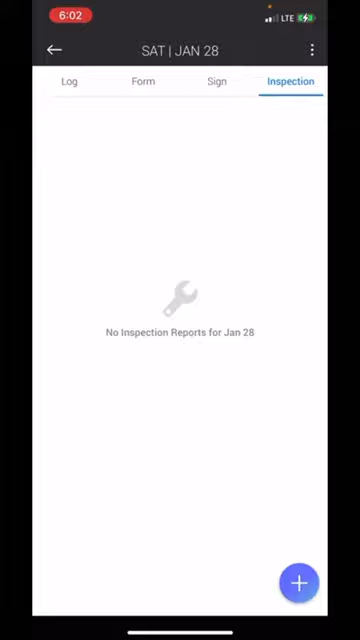 6:02
LTE
SAT | JAN 28
Log Form Sign Inspection
No Inspection Reports for Jan 28